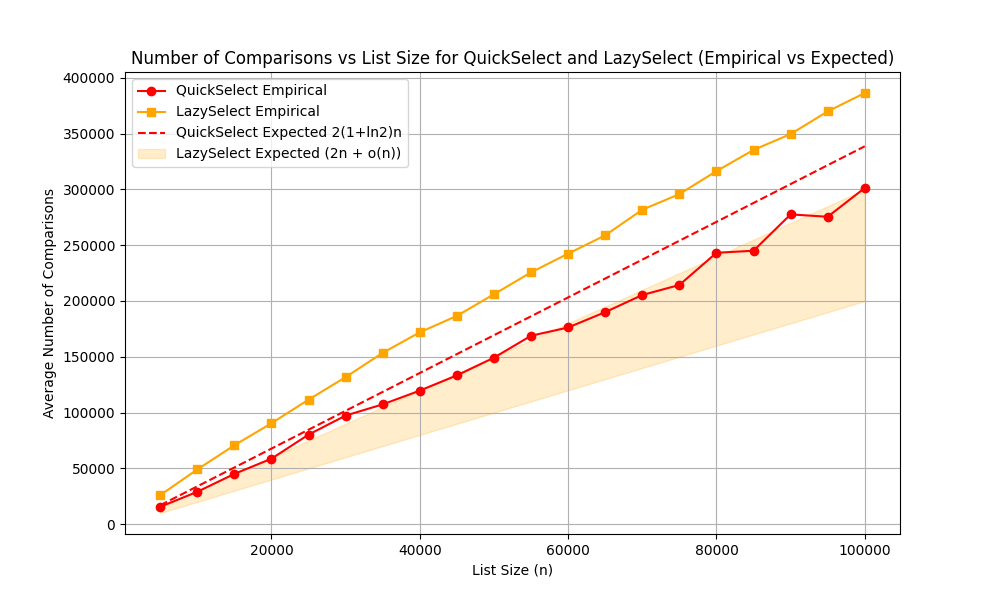 Number of Comparisons vs List Size for QuickSelect and LazySelect (Empirical vs Expected)
QuickSelect Empirical
LazySelect Empirical
QuickSelect Expected 2(1+ln2)n
LazySelect Expected (2n + o(n))
Average Number of Comparisons
400000
350000
300000
250000
200000
150000
100000
50000
0
20000
40000
60000
80000
100000
List Size (n)